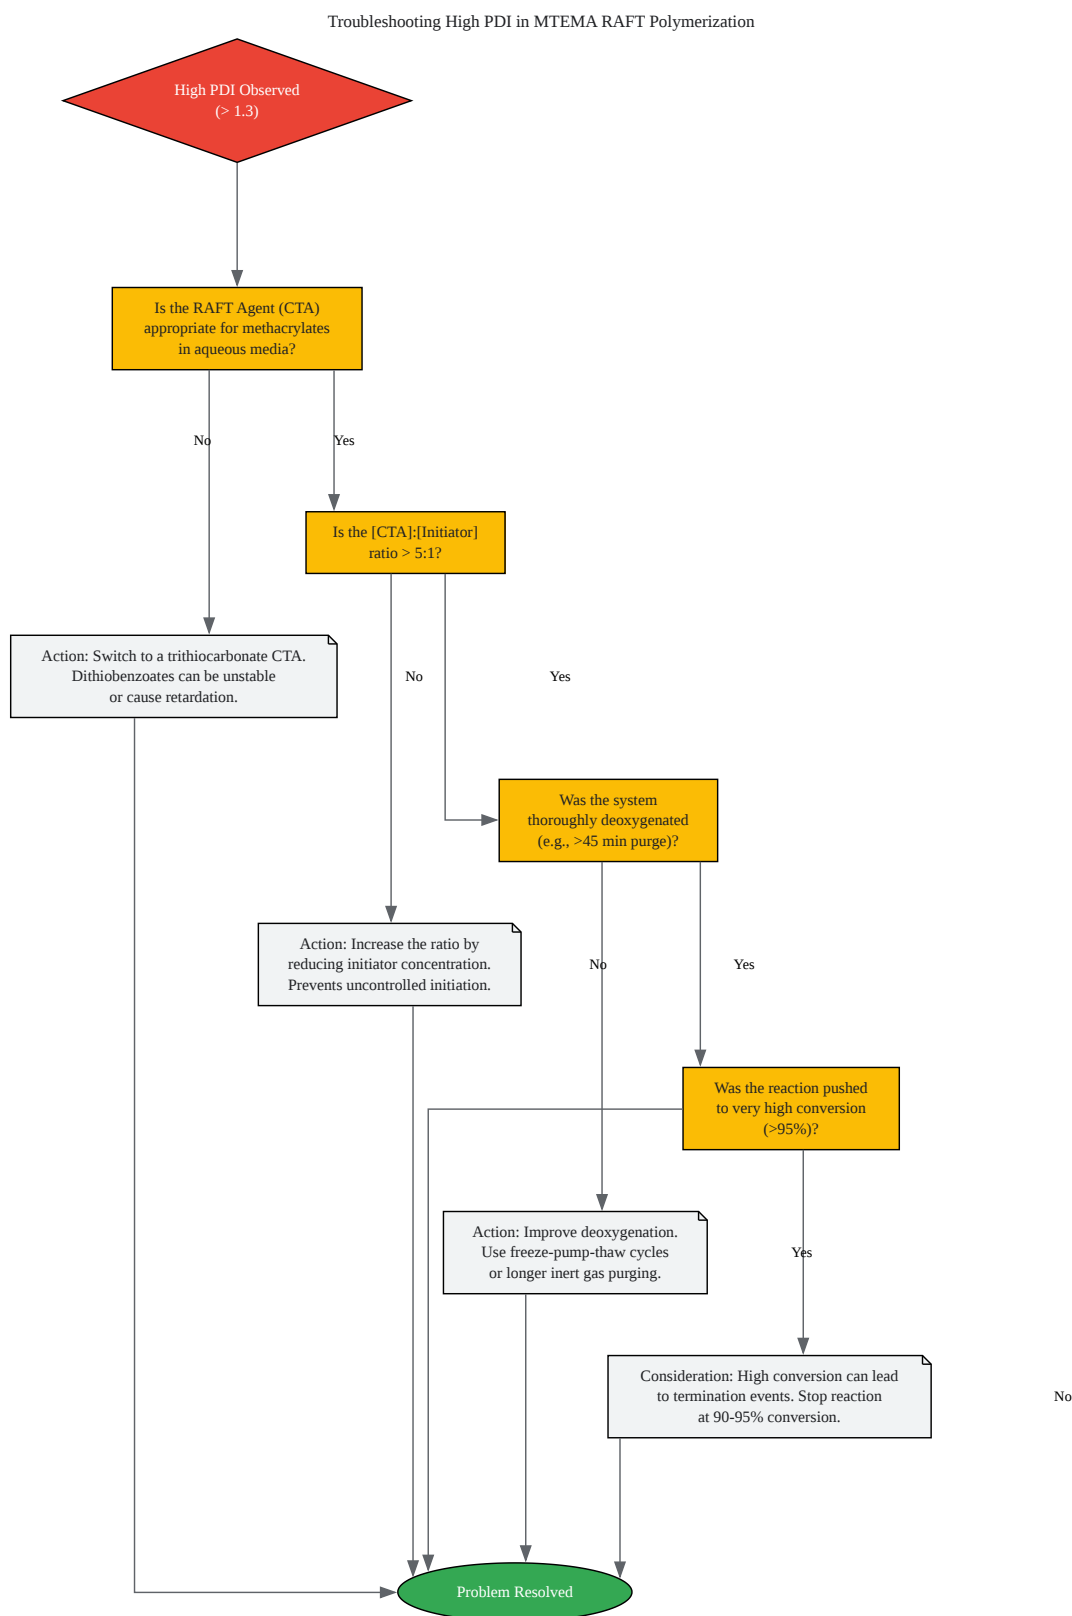 Troubleshooting High PDI in MTEMA RAFT Polymerization
High PDI Observed
(> 1.3)
Is the RAFT Agent (CTA)
appropriate for methacrylates
in aqueous media?
No
Yes
Is the [CTA]:[Initiator]
ratio > 5:1?
Action: Switch to a trithiocarbonate CTA.
Dithiobenzoates can be unstable
or cause retardation.
No
Yes
Was the system
thoroughly deoxygenated
(e.g., >45 min purge)?
Action: Increase the ratio by
reducing initiator concentration.
Prevents uncontrolled initiation.
No
Yes
Was the reaction pushed
to very high conversion
(>95%)?
Action: Improve deoxygenation.
Use freeze-pump-thaw cycles
or longer inert gas purging.
Yes
Consideration: High conversion can lead
to termination events. Stop reaction
at 90-95% conversion.
No
Problem Resolved